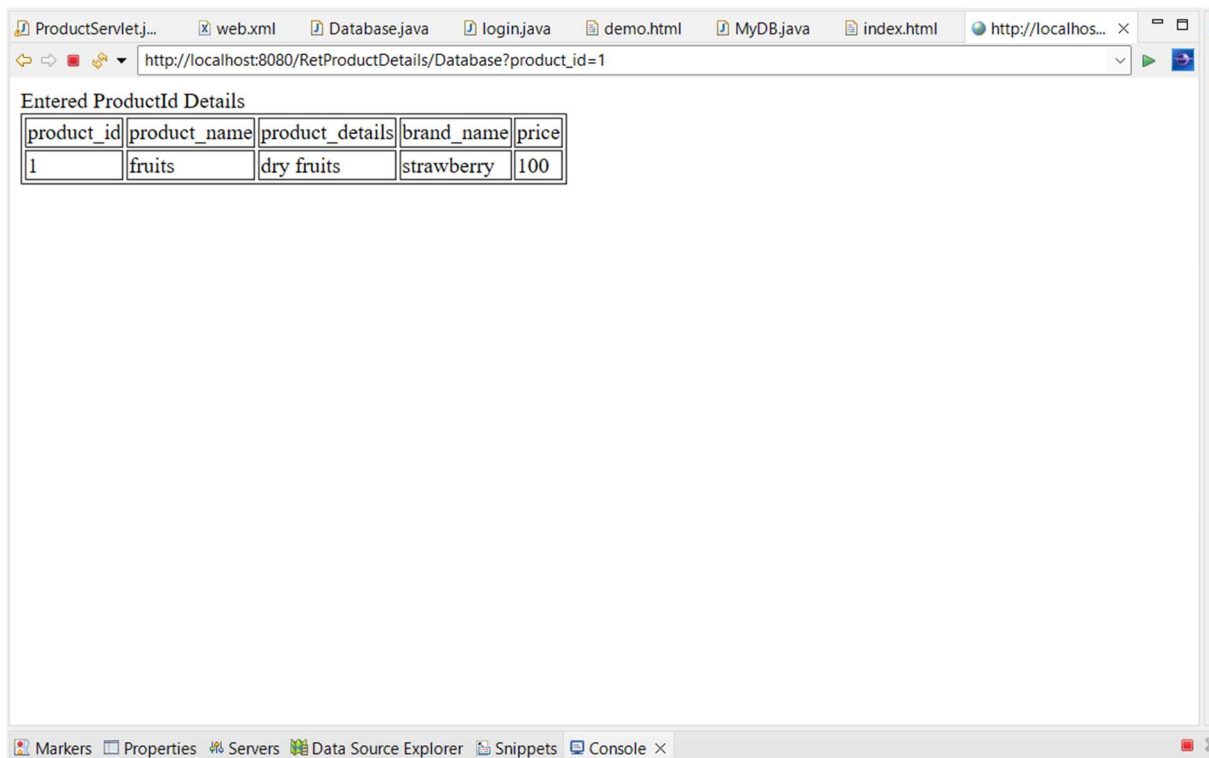 ProductServlet.j... web.xml Database.java login.java demo.html MyDB.java index.html http://localhos...
http://localhost:8080/RetProductDetails/Database?product_id=1
Entered ProductId Details
product_id product_name product_details brand_name price
1 fruits dry fruits strawberry 100
Markers Properties Servers Data Source Explorer Snippets Console